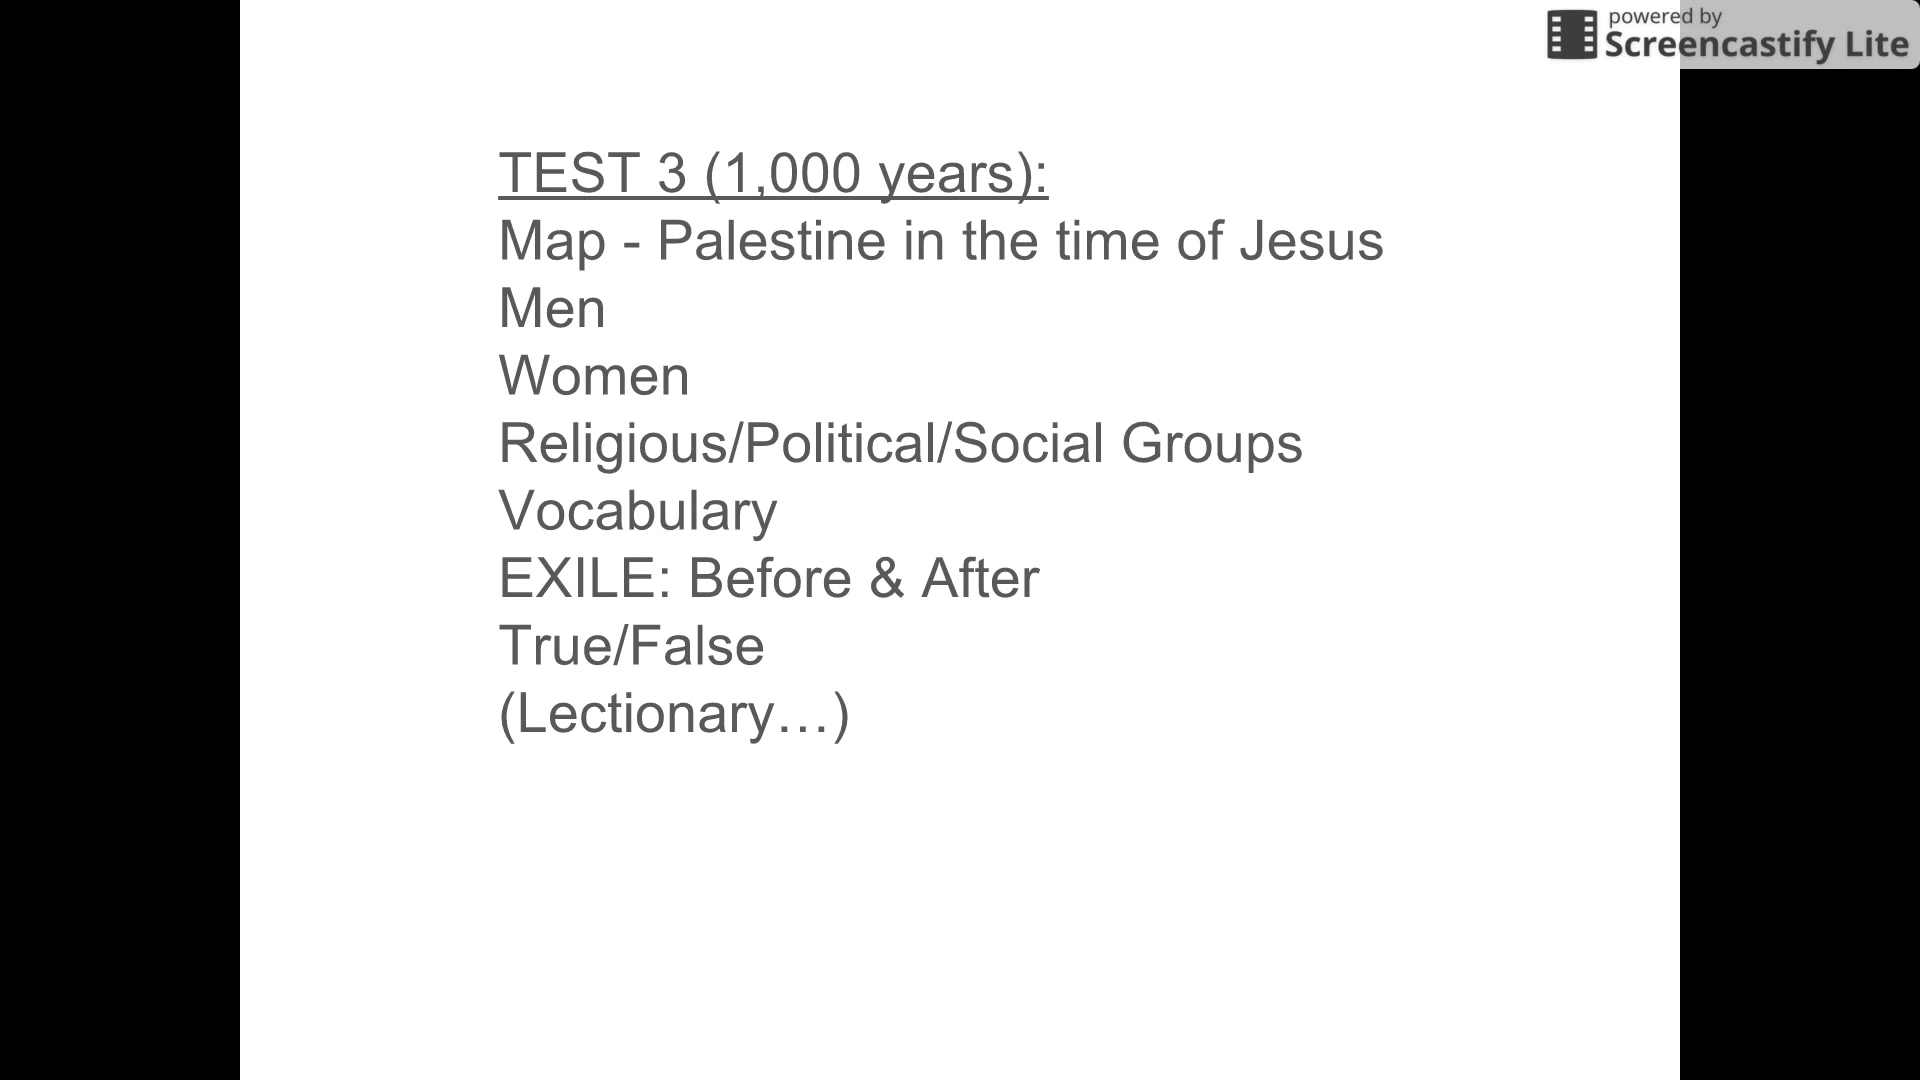 powered by
Screencastify Lite
TEST 3 (1,000 years):
Map - Palestine in the time of Jesus
Men
Women
Religious/Political/Social Groups
Vocabulary
EXILE: Before & After
True/False
(Lectionary…)